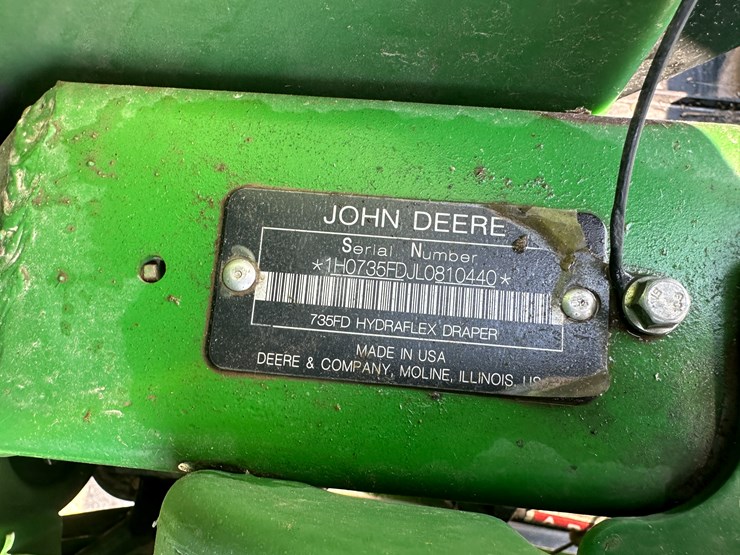 JOHN DEERE
Serial Number
*1H0735FDJL0810440*
735FD HYDRAFLEX DRAPER
MADE IN USA
DEERE & COMPANY, MOLINE, ILLINOIS,